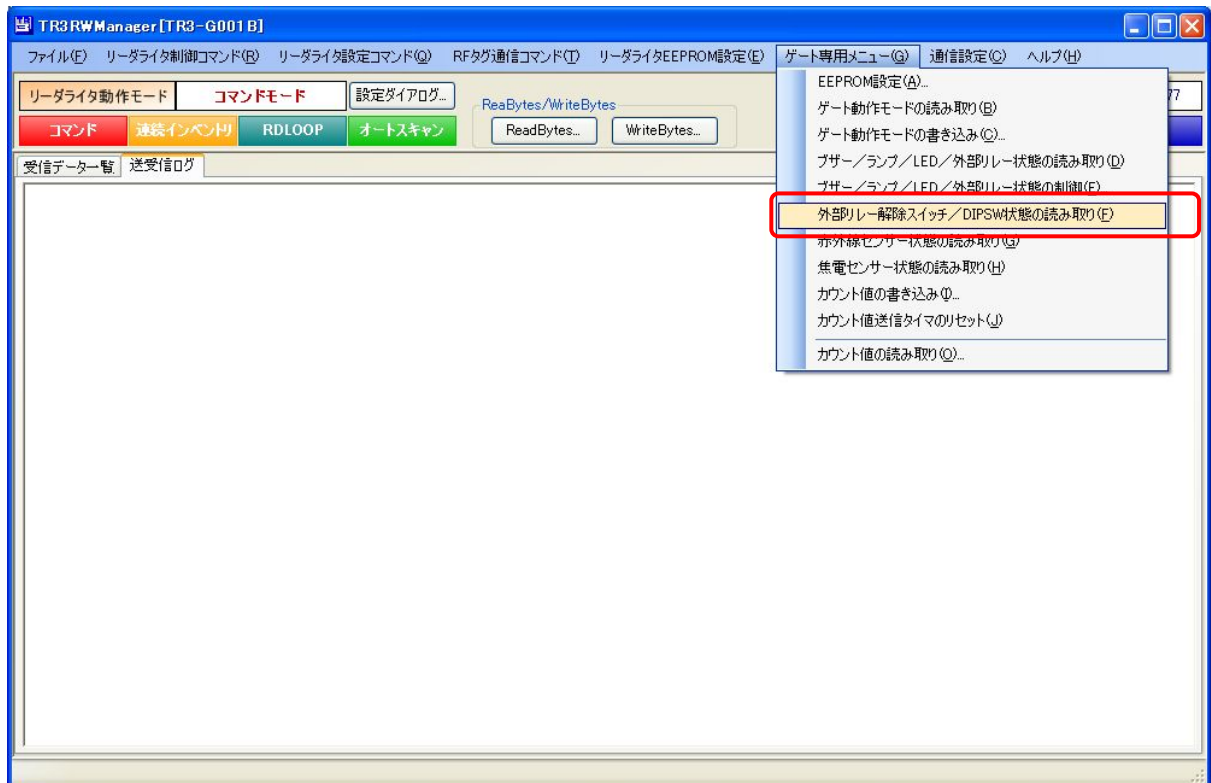 TR3RWManager[TR3-G001B]
ファイル(F) リーダライタ制御コマンド(R) リーダライタ設定コマンド(Q) RFタグ通信コマンド(T) リーダライタEEPROM設定(E) ゲート専用メニュー(G) 通信設定(C) ヘルプ(H)
リーダライタ動作モード コマンドモード 設定ダイアログ... ReaBytes/WriteBytes 77
コマンド 連続インベントリ RDLOOP オートスキャン ReadBytes... WriteBytes...
受信データ一覧 送受信ログ
EEPROM設定(A)...
ゲート動作モードの読み取り(B)
ゲート動作モードの書き込み(C)...
ブザー／ランプ／LED／外部リレー状態の読み取り(D)
ブザー／ランプ／LED／外部リレー状態の制御(E)
外部リレー解除スイッチ／DIPSW状態の読み取り(F)
赤外線センサー状態の読み取り(G)
焦電センサー状態の読み取り(H)
カウント値の書き込み(I)...
カウント値送信タイマのリセット(J)
カウント値の読み取り(O)...